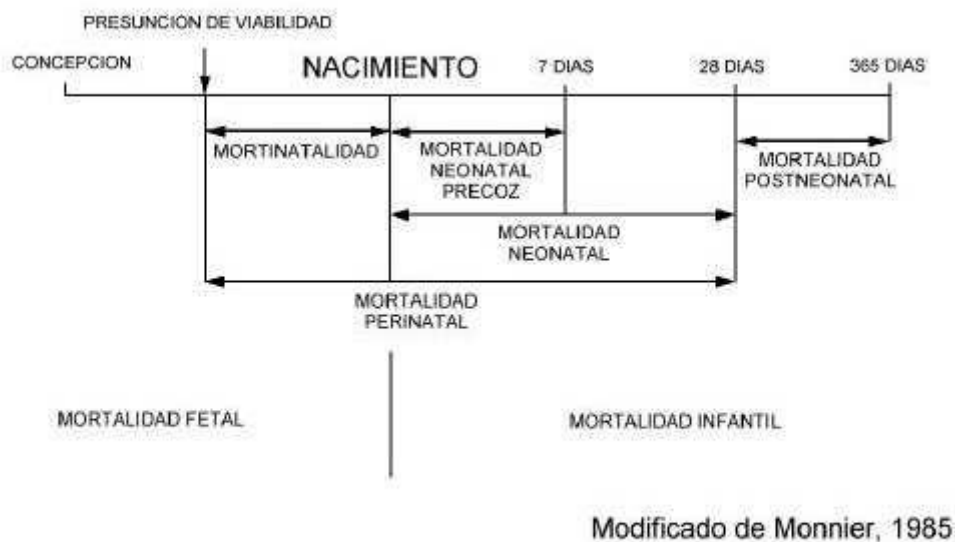 PRESUNCION DE VIABILIDAD
CONCEPCION
NACIMIENTO
7 DIAS
28 DIAS
365 DIAS
MORTINATALIDAD
MORTALIDAD
NEONATAL
PRECOZ
MORTALIDAD
POSTNEONATAL
MORTALIDAD
NEONATAL
MORTALIDAD
PERINATAL
MORTALIDAD FETAL
MORTALIDAD INFANTIL
Modificado de Monnier, 1985